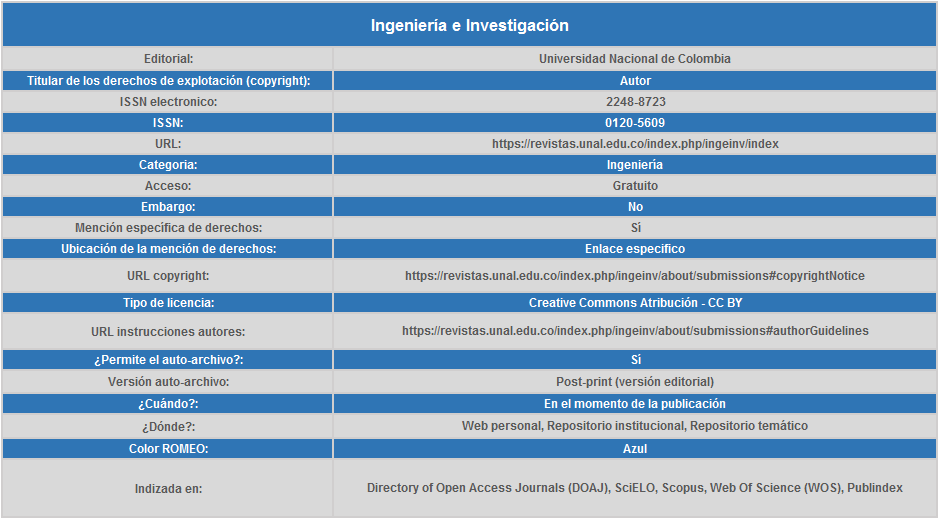 Ingeniería e Investigación
Editorial: Universidad Nacional de Colombia
Titular de los derechos de explotación (copyright): Autor
ISSN electronico: 2248-8723
ISSN: 0120-5609
URL: https://revistas.unal.edu.co/index.php/ingeinv/index
Categoria: Ingeniería
Acceso: Gratuito
Embargo: No
Mención específica de derechos: Sí
Ubicación de la mención de derechos: Enlace específico
URL copyright: https://revistas.unal.edu.co/index.php/ingeinv/about/submissions#copyrightNotice
Tipo de licencia: Creative Commons Atribución - CC BY
URL instrucciones autores: https://revistas.unal.edu.co/index.php/ingeinv/about/submissions#authorGuidelines
¿Permite el auto-archivo?: Sí
Versión auto-archivo: Post-print (versión editorial)
¿Cuándo?: En el momento de la publicación
¿Dónde?: Web personal, Repositorio institucional, Repositorio temático
Color ROMEO: Azul
Indizada en: Directory of Open Access Journals (DOAJ), SciELO, Scopus, Web Of Science (WOS), Publindex